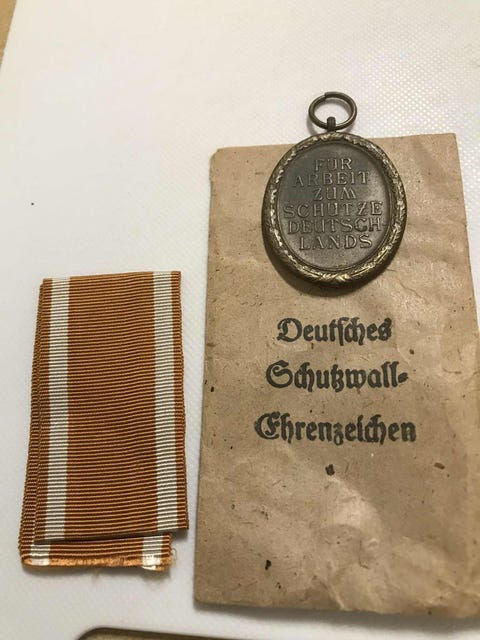 FÜR
ARBEIT
ZUM
SCHUTZE
DEUTSCH-
LANDS
Deutsches
Schutzwall-
Ehrenzeichen